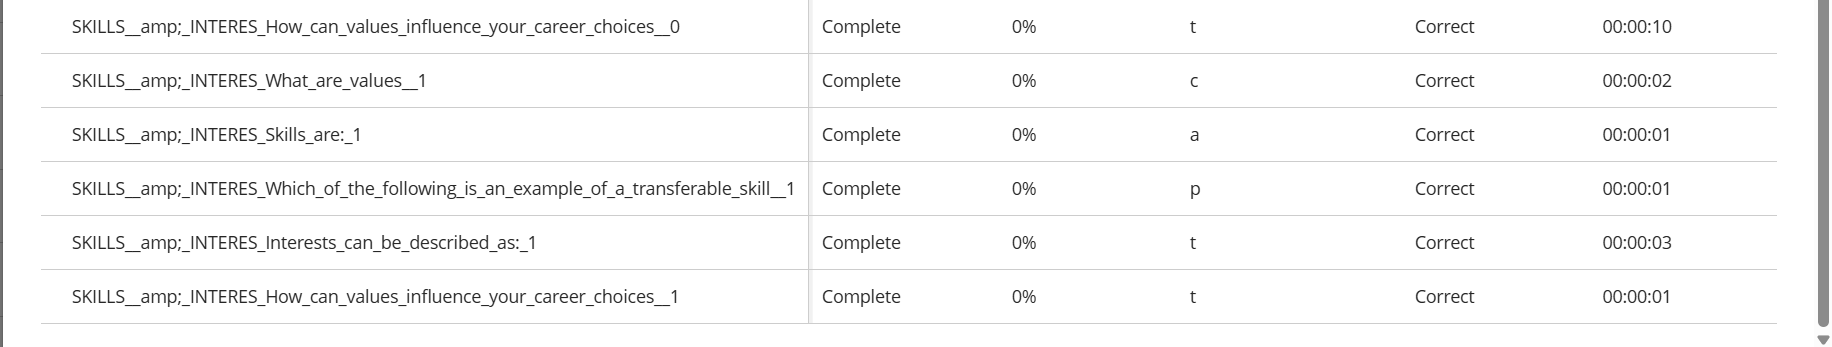 SKILLS__amp;_INTERES_How_can_values_influence_your_career_choices__0 Complete 0% t Correct 00:00:10
SKILLS__amp;_INTERES_What_are_values__1 Complete 0% c Correct 00:00:02
SKILLS__amp;_INTERES_Skills_are:_1 Complete 0% a Correct 00:00:01
SKILLS__amp;_INTERES_Which_of_the_following_is_an_example_of_a_transferable_skill__1 Complete 0% p Correct 00:00:01
SKILLS__amp;_INTERES_Interests_can_be_described_as:_1 Complete 0% t Correct 00:00:03
SKILLS__amp;_INTERES_How_can_values_influence_your_career_choices__1 Complete 0% t Correct 00:00:01